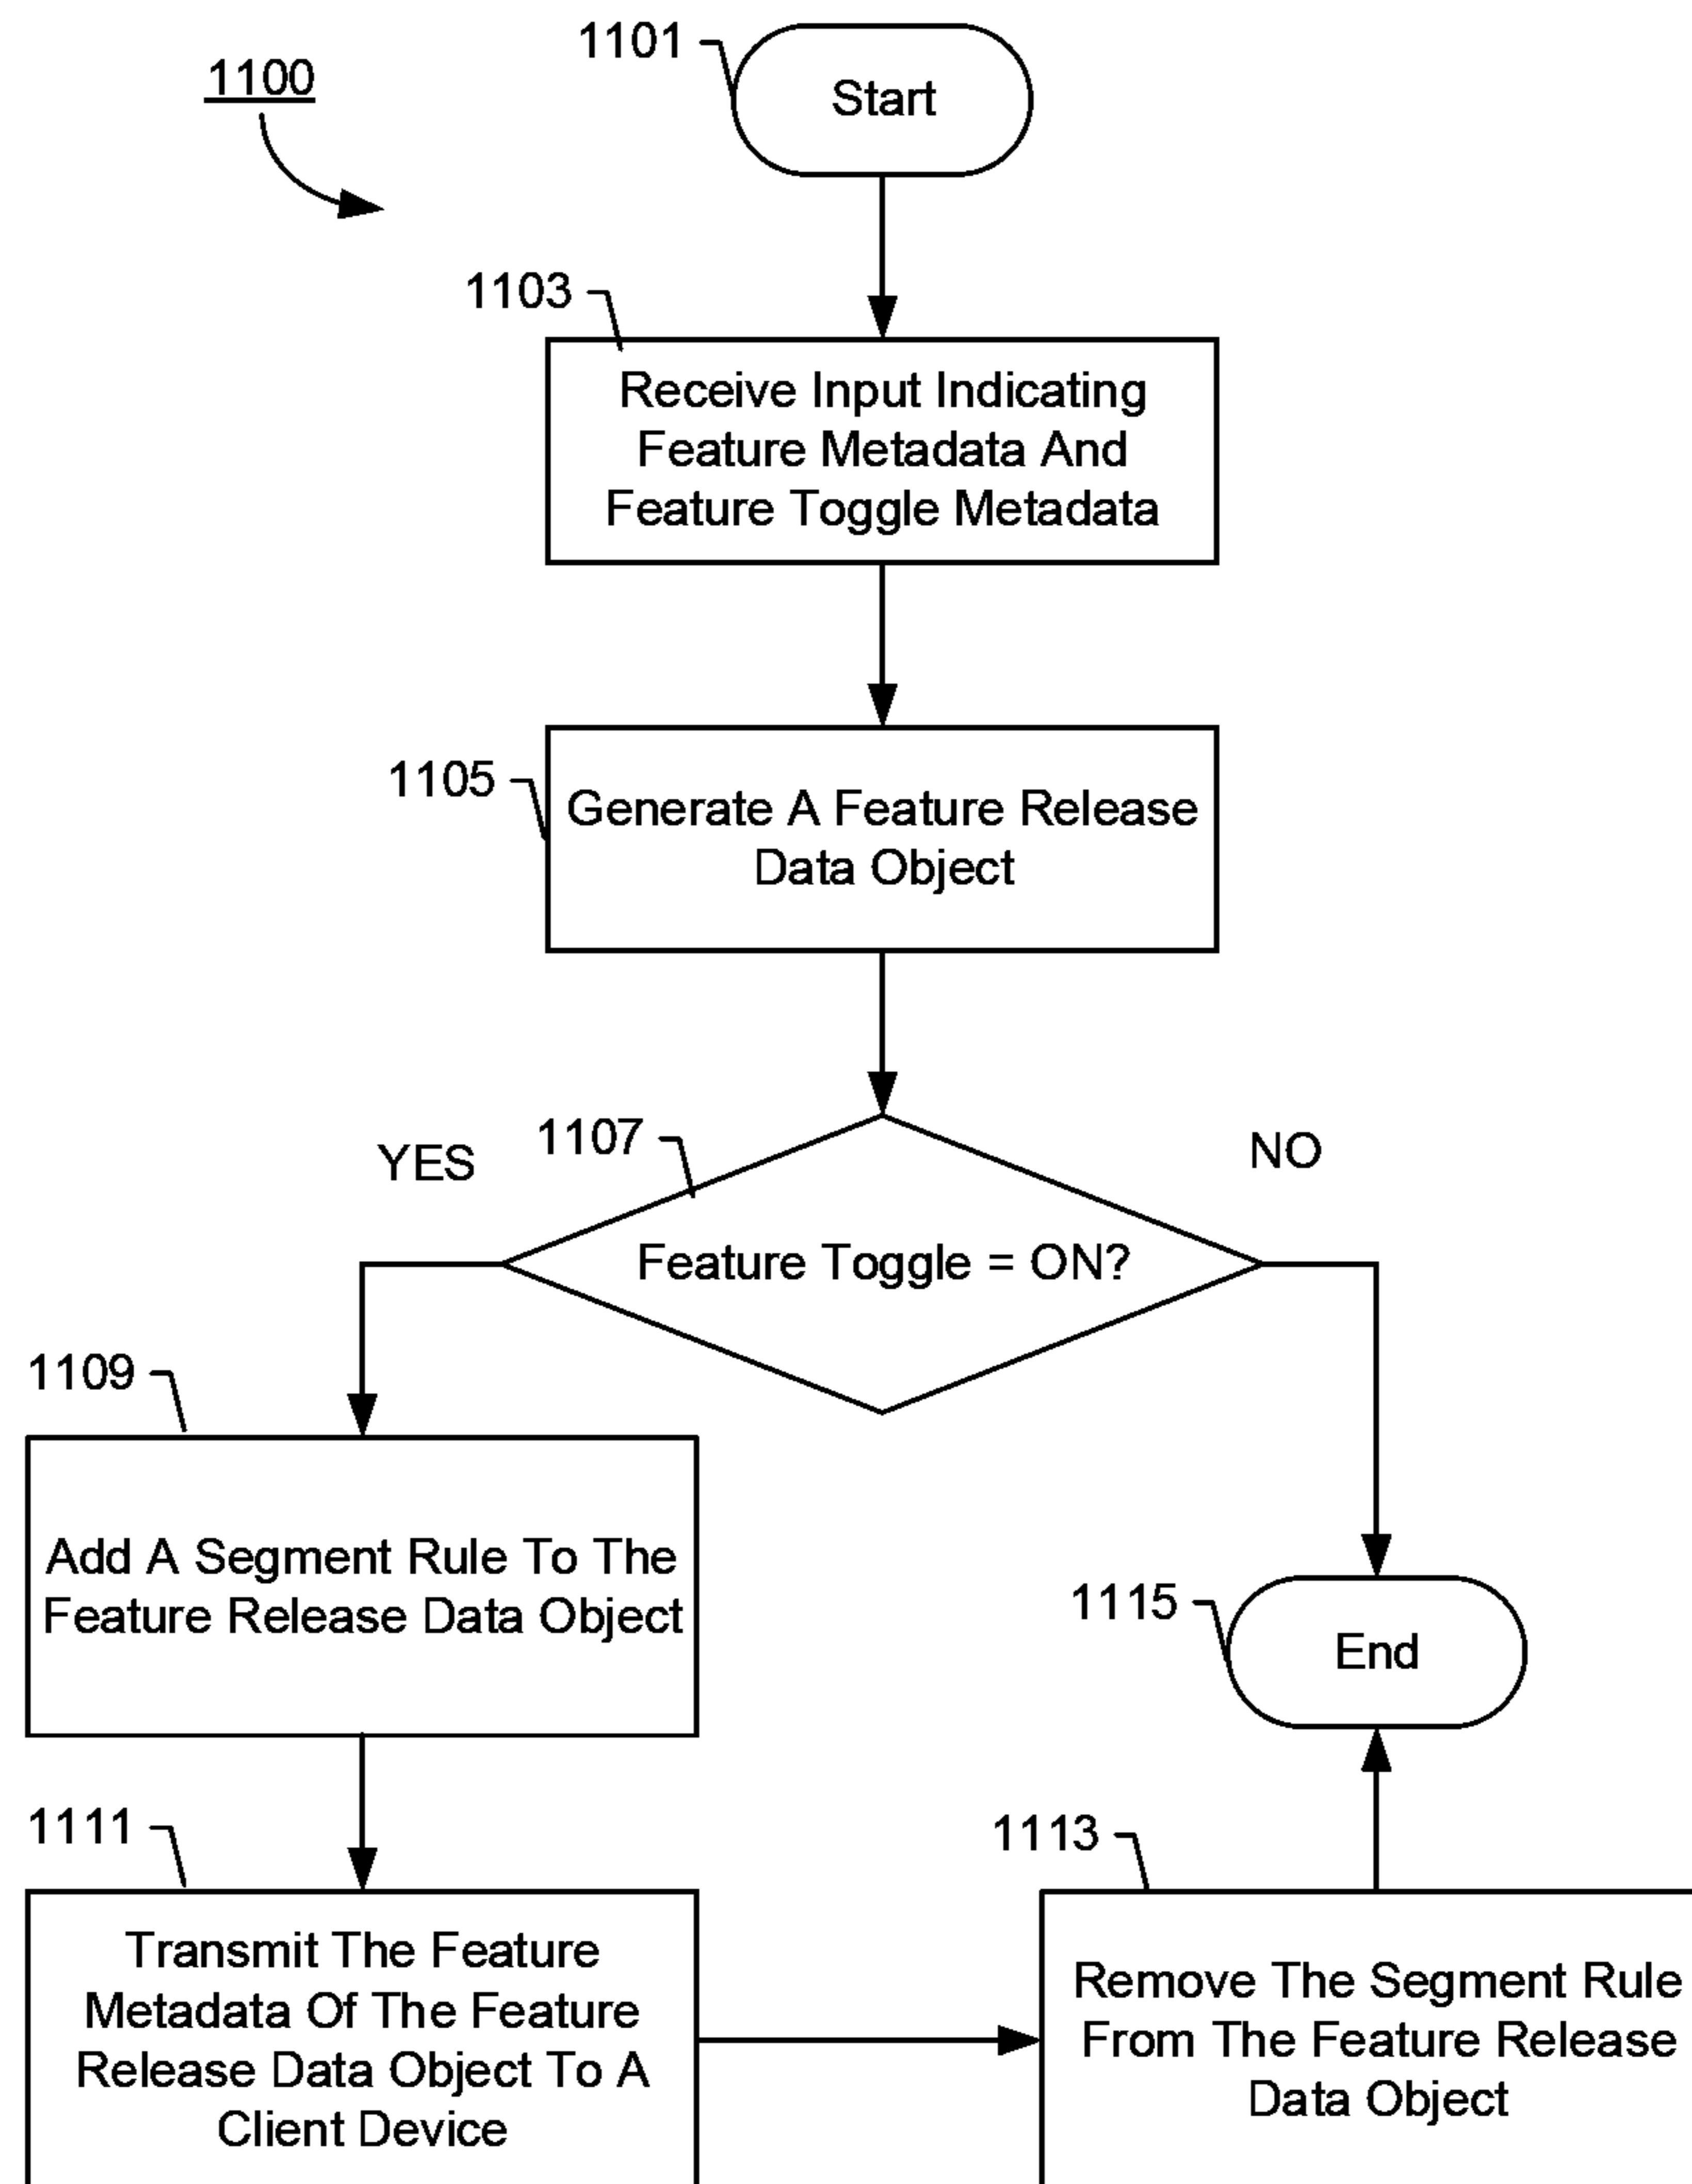 1100
1101
Start
1103
Receive Input Indicating
Feature Metadata And
Feature Toggle Metadata
1105
Generate A Feature Release
Data Object
1107
YES
NO
Feature Toggle = ON?
1109
Add A Segment Rule To The
Feature Release Data Object
1115
End
1111
Transmit The Feature
Metadata Of The Feature
Release Data Object To A
Client Device
1113
Remove The Segment Rule
From The Feature Release
Data Object